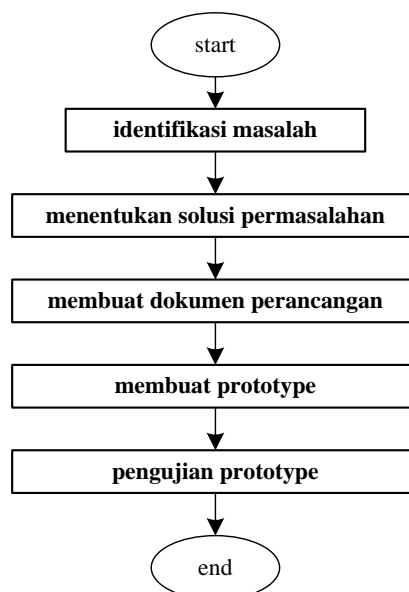 start
identifikasi masalah
menentukan solusi permasalahan
membuat dokumen perancangan
membuat prototype
pengujian prototype
end